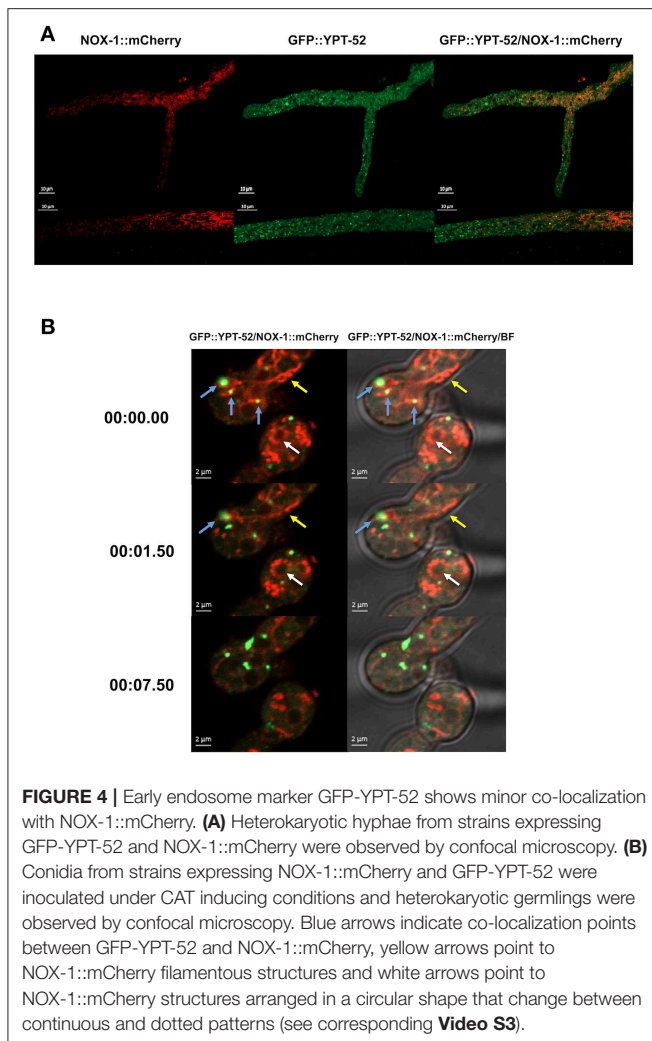 A
NOX-1::mCherry GFP::YPT-52 GFP::YPT-52/NOX-1::mCherry
10 µm 10 µm 10 µm
10 µm 10 µm 10 µm
B
GFP::YPT-52/NOX-1::mCherry GFP::YPT-52/NOX-1::mCherry/BF
00:00.00
2 µm 2 µm
00:01.50
2 µm 2 µm
00:07.50
2 µm 2 µm
FIGURE 4 | Early endosome marker GFP-YPT-52 shows minor co-localization
with NOX-1::mCherry. (A) Heterokaryotic hyphae from strains expressing
GFP-YPT-52 and NOX-1::mCherry were observed by confocal microscopy. (B)
Conidia from strains expressing NOX-1::mCherry and GFP-YPT-52 were
inoculated under CAT inducing conditions and heterokaryotic germlings were
observed by confocal microscopy. Blue arrows indicate co-localization points
between GFP-YPT-52 and NOX-1::mCherry, yellow arrows point to
NOX-1::mCherry filamentous structures and white arrows point to
NOX-1::mCherry structures arranged in a circular shape that change between
continuous and dotted patterns (see corresponding Video S3).